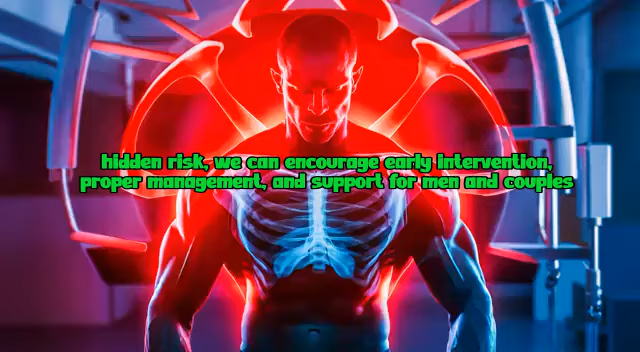 hidden risk, we can encourage early intervention,
proper management, and support for men and couples